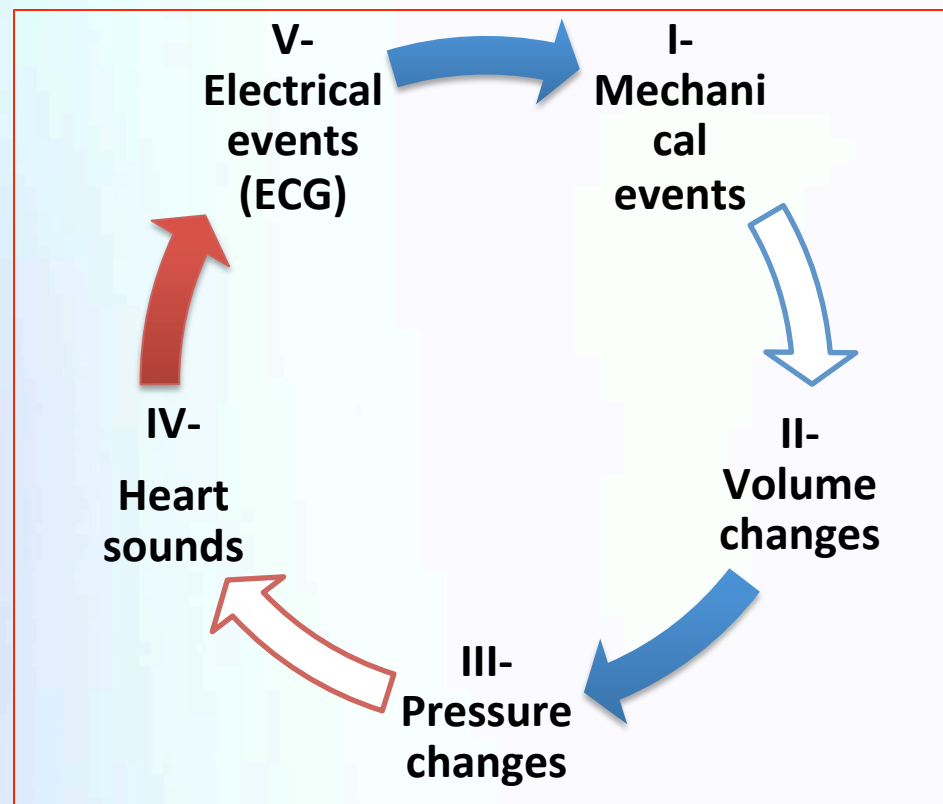 I-
Mechani
cal
events
II-
Volume
changes
III-
Pressure
changes
IV-
Heart
sounds
V-
Electrical
events
(ECG)